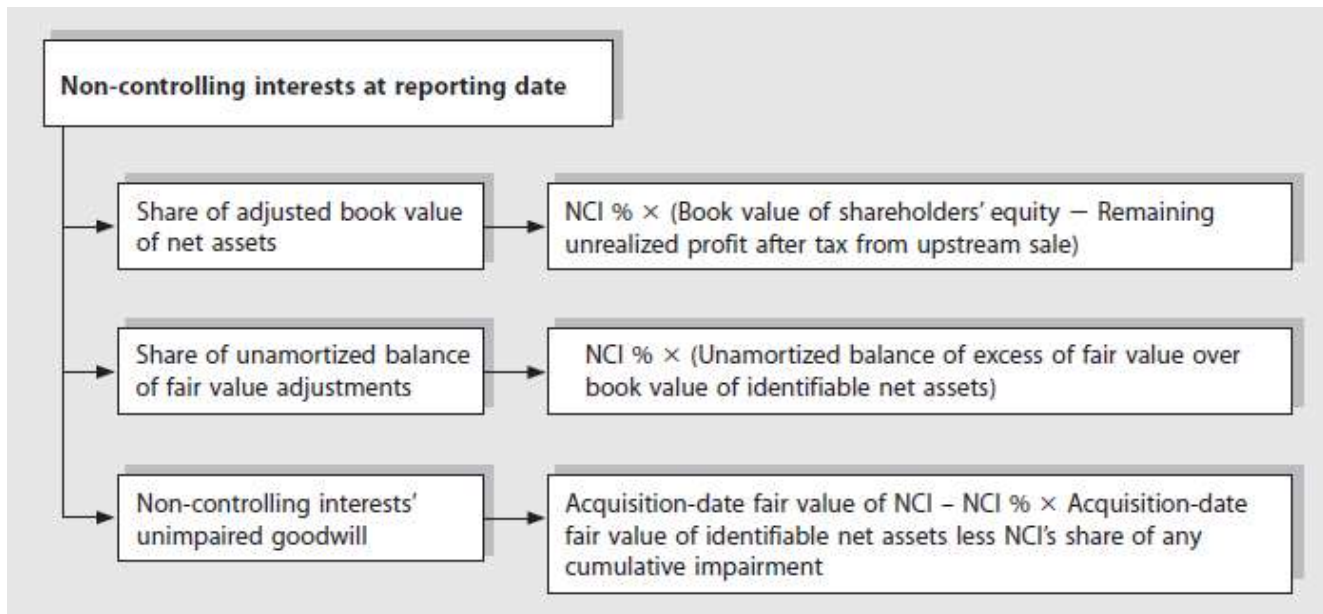 Non-controlling interests at reporting date
Share of adjusted book value
of net assets
NCI % × (Book value of shareholders’ equity − Remaining
unrealized profit after tax from upstream sale)
Share of unamortized balance
of fair value adjustments
NCI % × (Unamortized balance of excess of fair value over
book value of identifiable net assets)
Non-controlling interests’
unimpaired goodwill
Acquisition-date fair value of NCI – NCI % × Acquisition-date
fair value of identifiable net assets less NCI’s share of any
cumulative impairment